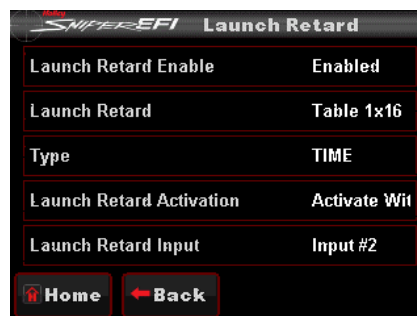 Holley
SNIPER EFI Launch Retard
Launch Retard Enable Enabled
Launch Retard Table 1x16
Type TIME
Launch Retard Activation Activate Wit
Launch Retard Input Input #2
Home Back